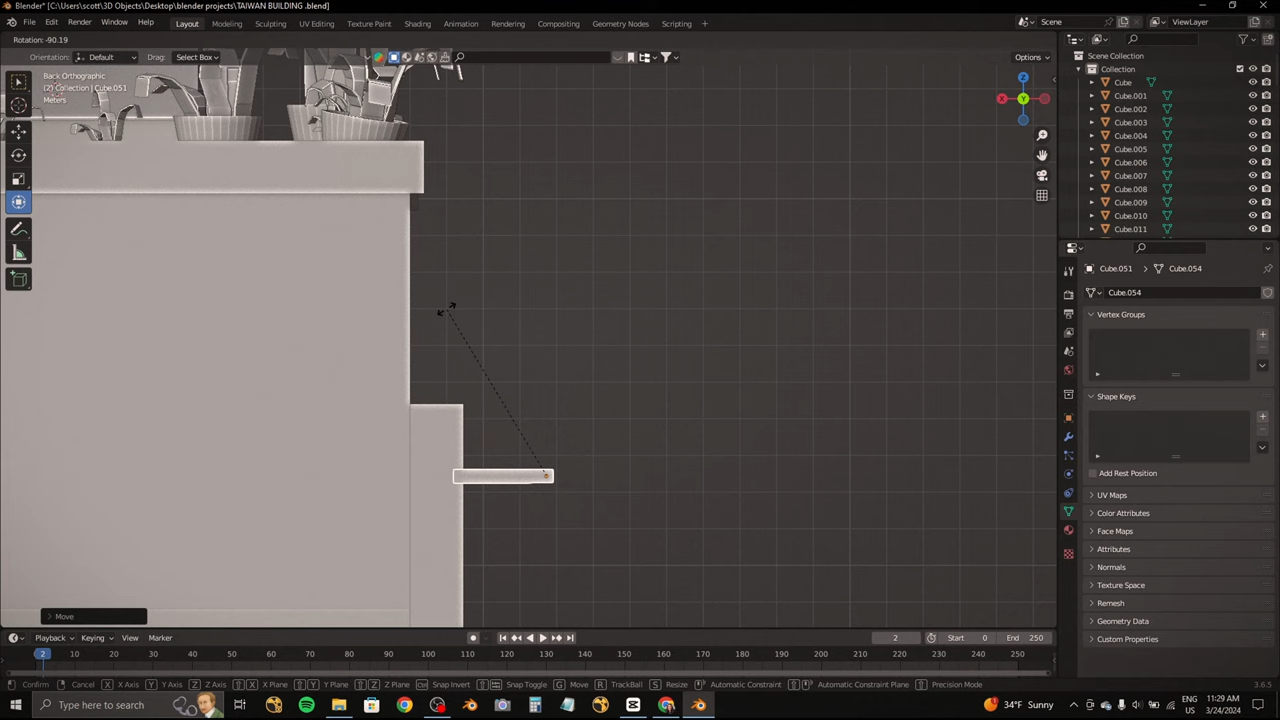 Blender* [C:\Users\scott\3D Objects\Desktop\blender projects\TAIWAN BUILDING .blend]
File Edit Render Window Help Layout Modeling Sculpting UV Editing Texture Paint Shading Animation Rendering Compositing Geometry Nodes Scripting + Scene ViewLayer
Rotation: -90.19
Orientation: Default Drag: Select Box Options
Back Orthographic
(2) Collection | Cube.051
Meters
Z
X Y
Scene Collection
Collection
Cube
Cube.001
Cube.002
Cube.003
Cube.004
Cube.005
Cube.006
Cube.007
Cube.008
Cube.009
Cube.010
Cube.011
Cube.051 Cube.054
Cube.054
Vertex Groups
Shape Keys
Add Rest Position
UV Maps
Color Attributes
Face Maps
Attributes
Normals
Texture Space
Remesh
Geometry Data
Custom Properties
Move
Playback Keying View Marker 2 Start 0 End 250
2 10 20 30 40 50 60 70 80 90 100 110 120 130 140 150 160 170 180 190 200 210 220 230 240 250
Confirm Cancel X X Axis Y Y Axis Z Z Axis X X Plane Y Y Plane Z Z Plane Ctrl Snap Invert Snap Toggle G Move R TrackBall S Resize Automatic Constraint Automatic Constraint Plane Precision Mode 3.6.5
Type here to search 34°F Sunny ENG US 11:29 AM 3/24/2024